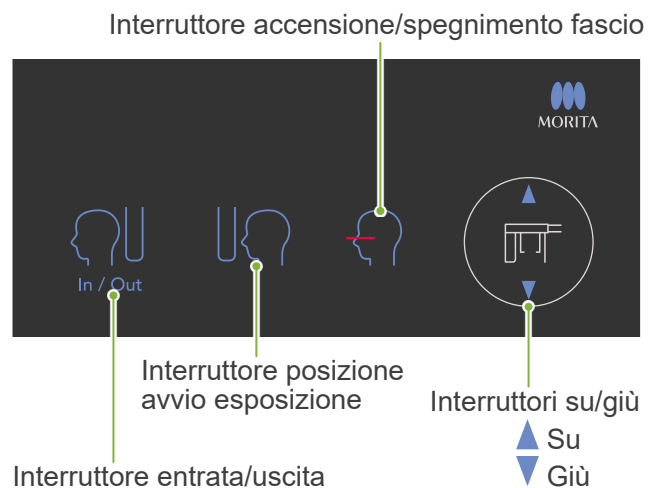 Interruttore accensione/spegnimento fascio
MORITA
In / Out
Interruttore posizione
avvio esposizione
Interruttori su/giù
Su
Giù
Interruttore entrata/uscita